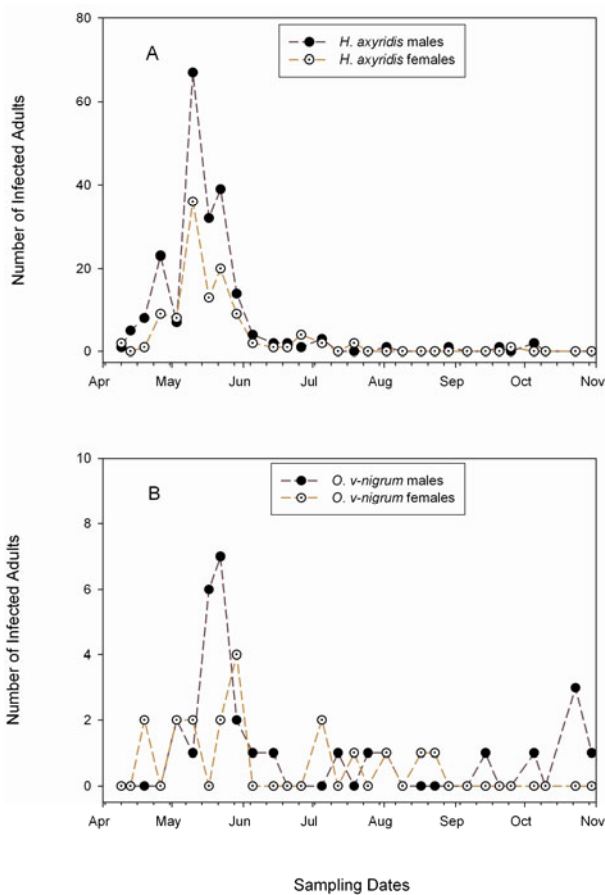 80
60
40
20
0
Number of Infected Adults
A
H. axyridis males
H. axyridis females
Apr May Jun Jul Aug Sep Oct Nov
10
8
6
4
2
0
Number of Infected Adults
B
O. v-nigrum males
O. v-nigrum females
Apr May Jun Jul Aug Sep Oct Nov
Sampling Dates